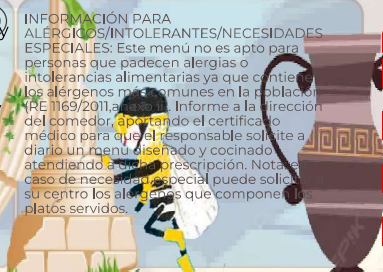 INFORMACIÓN PARA
ALÉRGICOS/INTOLERANTES/NECESIDADES
ESPECIALES: Este menú no es apto para
personas que padecen alergias o
intolerancias alimentarias ya que contiene
los alérgenos más comunes en la población
(RE 1169/2011, anexo II). Informe a la dirección
del comedor, aportando el certificado
médico para que el responsable solicite a
diario un menú diseñado y cocinado
atendiendo a dicha prescripción. Nota: en
caso de necesidad especial puede solicitar
su centro los alérgenos que componen los
platos servidos.